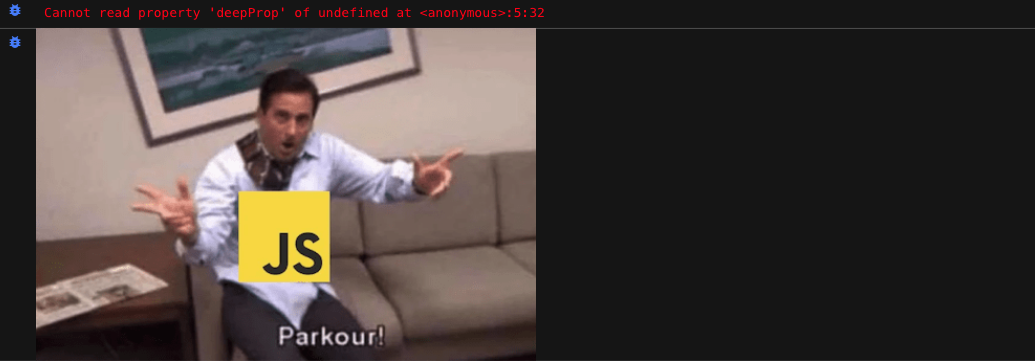 Cannot read property 'deepProp' of undefined at <anonymous>:5:32
JS
Parkour!